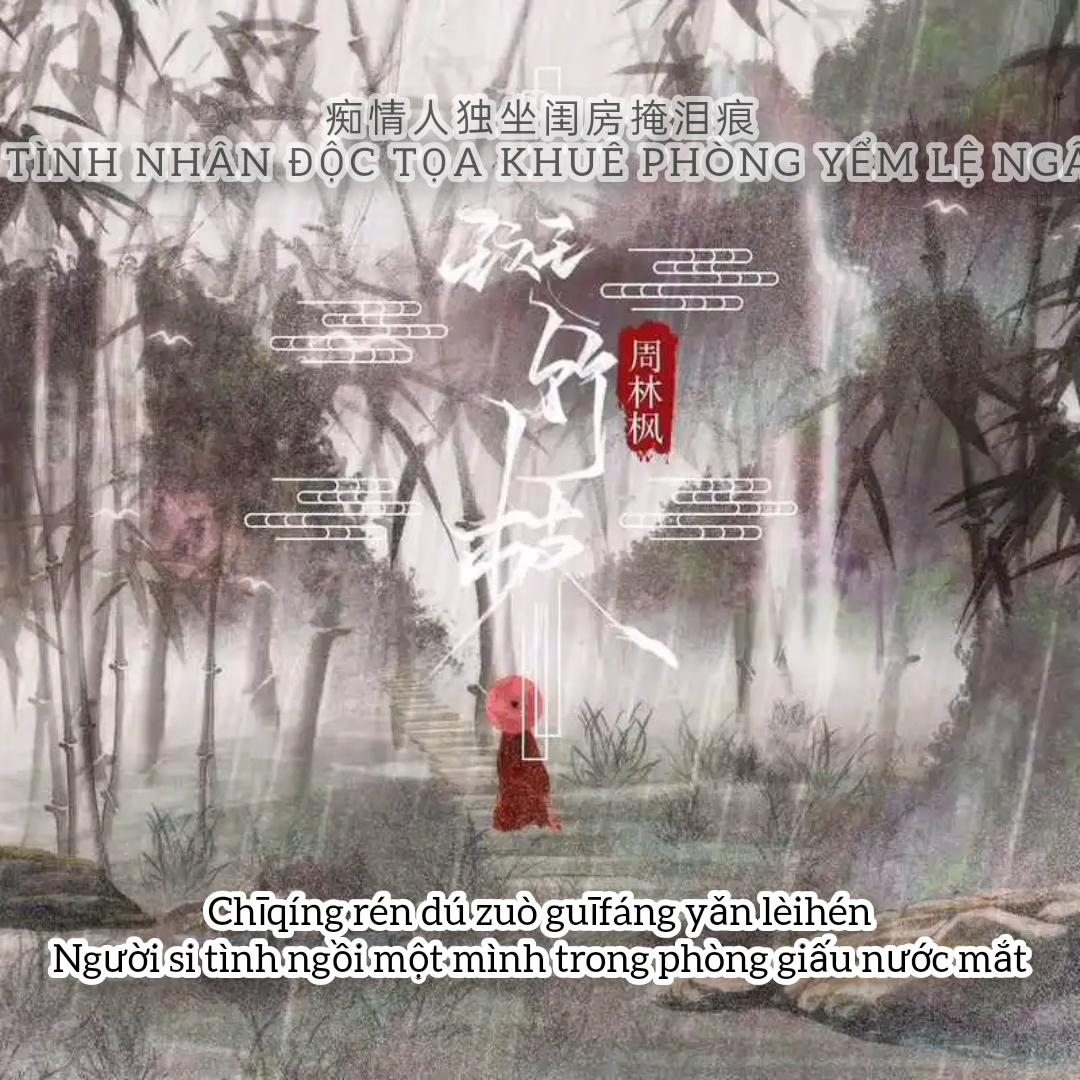 痴情人独坐闺房掩泪痕
TÌNH NHÂN ĐỘC TỌA KHUÊ PHÒNG YỂM LỆ NGÂ
周林枫
Chīqíng rén dú zuò guīfáng yǎn lèihén
Người si tình ngồi một mình trong phòng giấu nước mắt